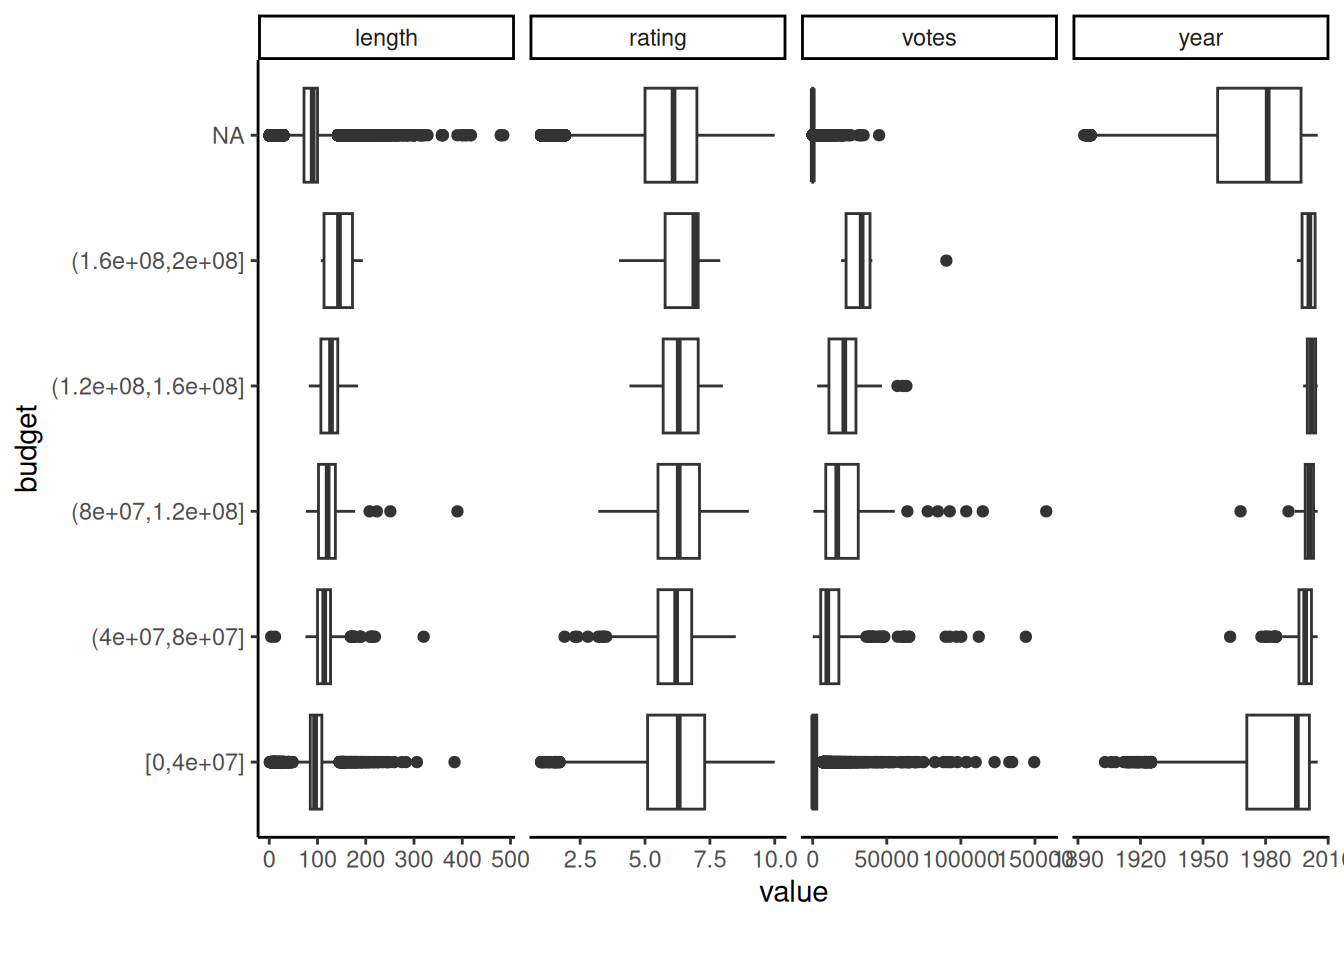 length rating votes year
NA
(1.6e+08,2e+08]
(1.2e+08,1.6e+08]
(8e+07,1.2e+08]
(4e+07,8e+07]
[0,4e+07]
budget
0 100 200 300 400 500 2.5 5.0 7.5 10.0 0 50000 100000 150000 1890 1920 1950 1980 2010
value